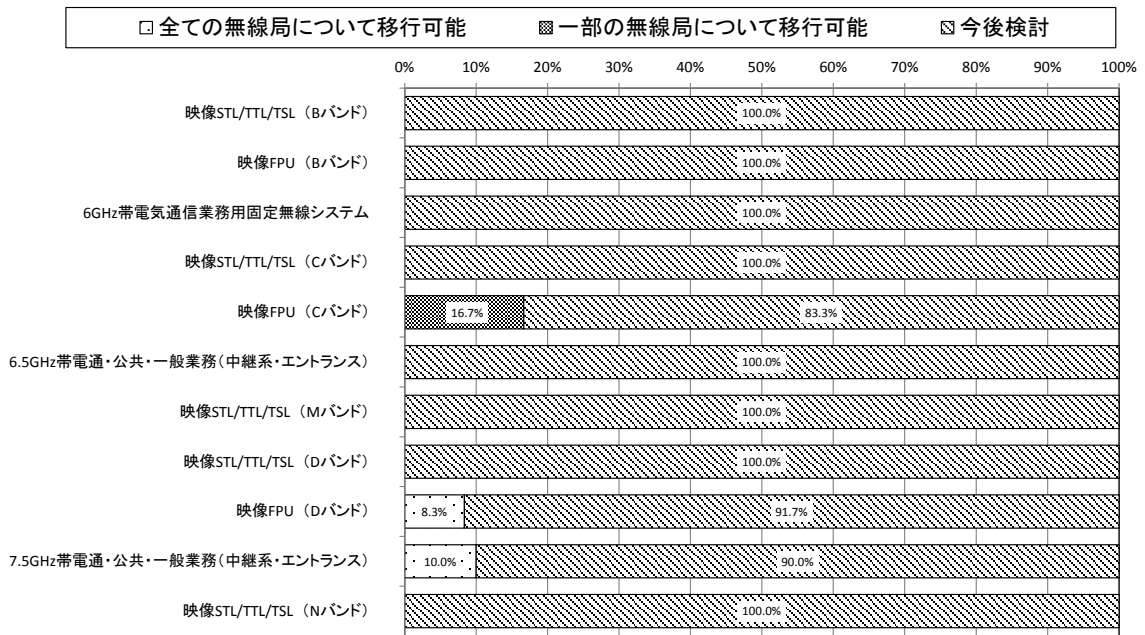 全ての無線局について移行可能 一部の無線局について移行可能 今後検討
0% 10% 20% 30% 40% 50% 60% 70% 80% 90% 100%
映像STL/TTL/TSL（Bバンド） 100.0%
映像FPU（Bバンド） 100.0%
6GHz帯電気通信業務用固定無線システム 100.0%
映像STL/TTL/TSL（Cバンド） 100.0%
映像FPU（Cバンド） 16.7% 83.3%
6.5GHz帯電通・公共・一般業務（中継系・エントランス） 100.0%
映像STL/TTL/TSL（Mバンド） 100.0%
映像STL/TTL/TSL（Dバンド） 100.0%
映像FPU（Dバンド） 8.3% 91.7%
7.5GHz帯電通・公共・一般業務（中継系・エントランス） 10.0% 90.0%
映像STL/TTL/TSL（Nバンド） 100.0%